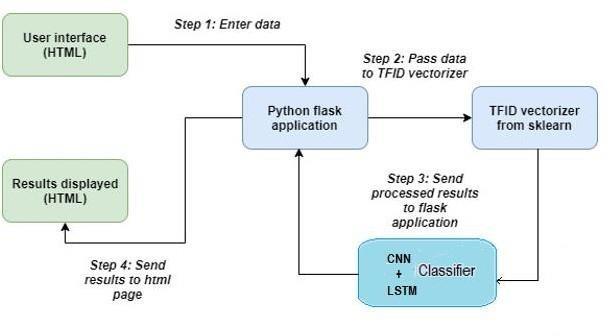 Step 1: Enter data
User interface
(HTML)
Step 2: Pass data
to TFID vectorizer
Python flask
application
TFID vectorizer
from sklearn
Results displayed
(HTML)
Step 3: Send
processed results
to flask
application
Step 4: Send
results to html
page
CNN
+
LSTM
Classifier